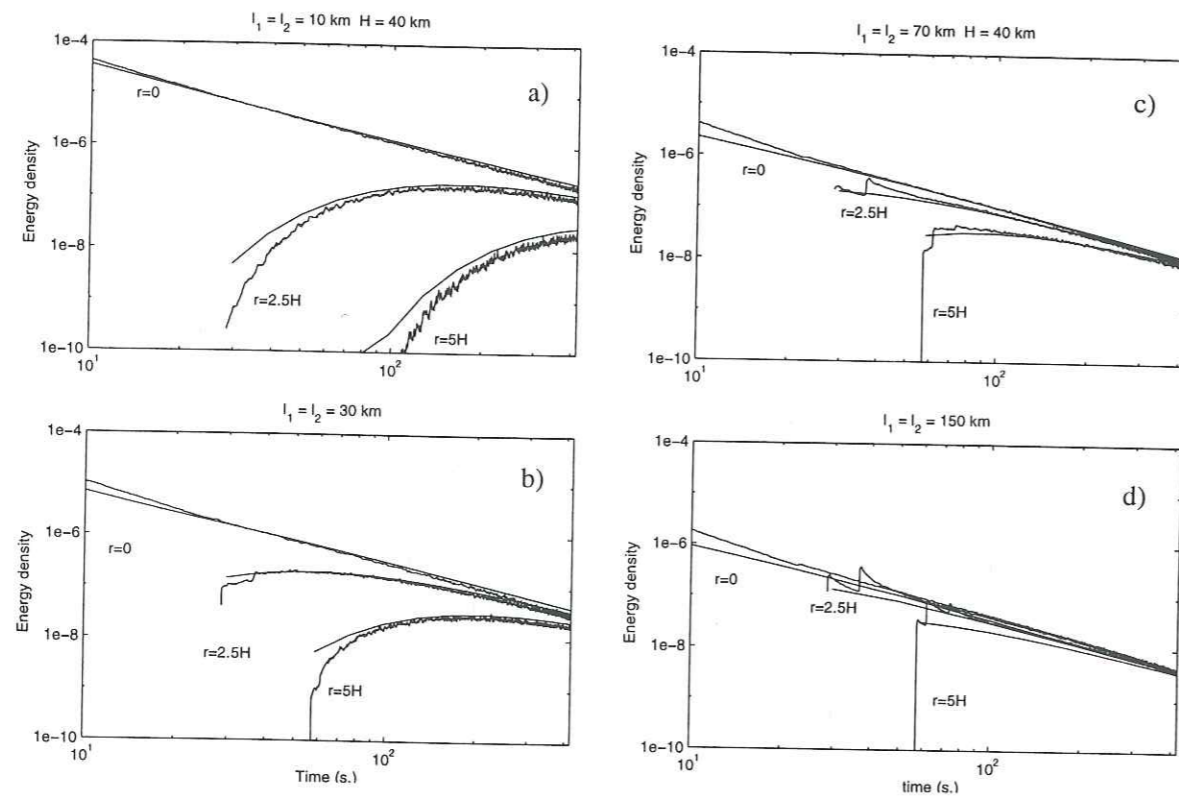 l₁ = l₂ = 10 km H = 40 km
a)
1e-4
1e-6
1e-8
1e-10
Energy density
r=0
r=2.5H
r=5H
10¹
10²
l₁ = l₂ = 30 km
b)
1e-4
1e-6
1e-8
1e-10
Energy density
r=0
r=2.5H
r=5H
10¹
10²
Time (s.)
l₁ = l₂ = 70 km H = 40 km
c)
1e-4
1e-6
1e-8
1e-10
Energy density
r=0
r=2.5H
r=5H
10¹
10²
l₁ = l₂ = 150 km
d)
1e-4
1e-6
1e-8
1e-10
Energy density
r=0
r=2.5H
r=5H
10¹
10²
time (s.)